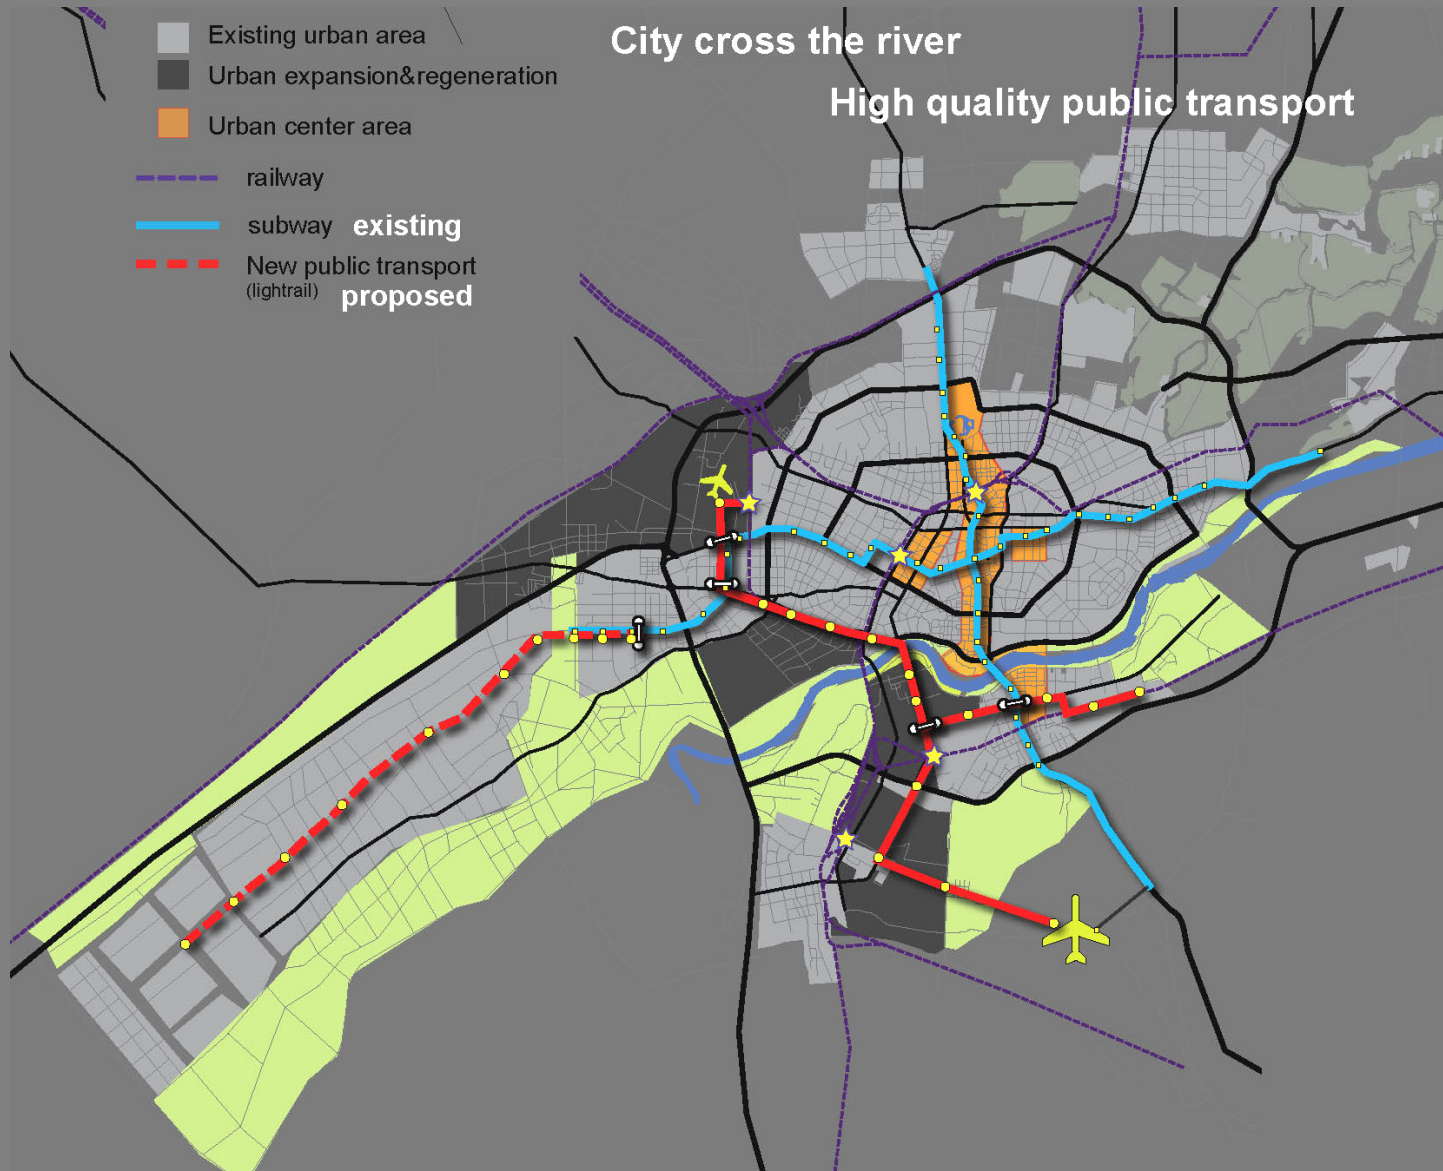 City cross the river
High quality public transport
Existing urban area
Urban expansion&regeneration
Urban center area
railway
subway existing
New public transport
(lightrail) proposed